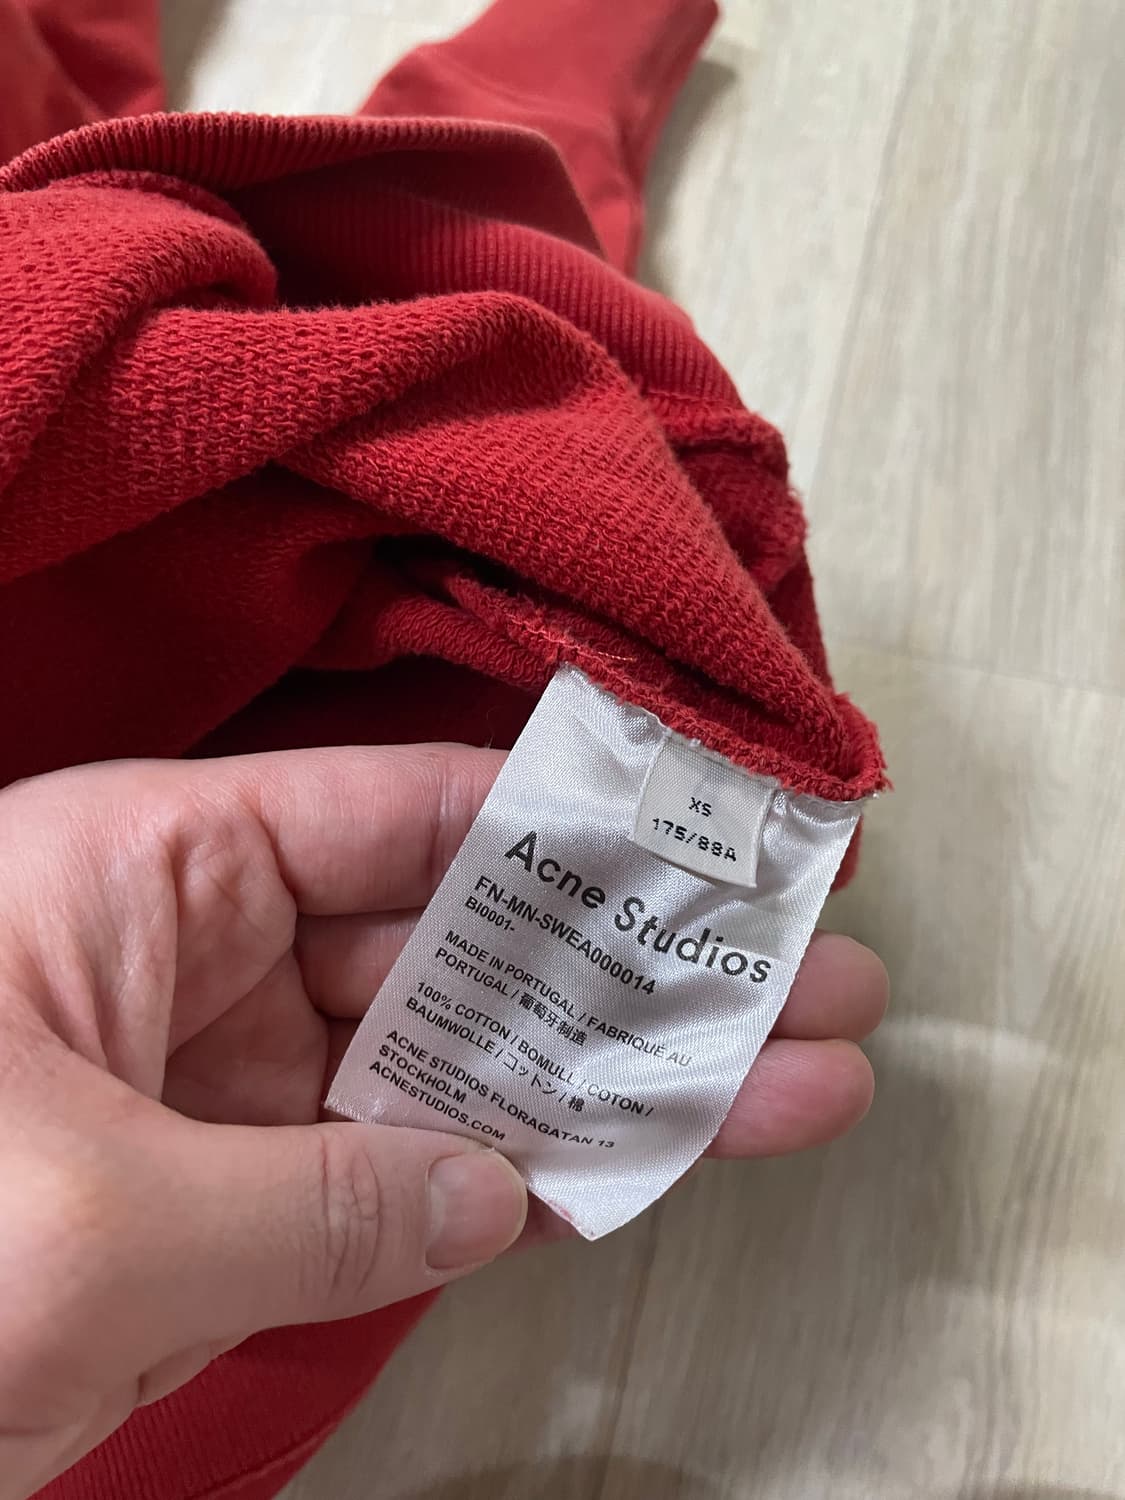 XS
175/88A
Acne Studios
FN-MN-SWEA000014
BI0001-
MADE IN PORTUGAL / FABRIQUÉ AU
PORTUGAL / 葡萄牙制造
100% COTTON / BOMULL / COTON /
BAUMWOLLE / コットン / 棉
ACNE STUDIOS FLORAGATAN 13
STOCKHOLM
ACNESTUDIOS.COM